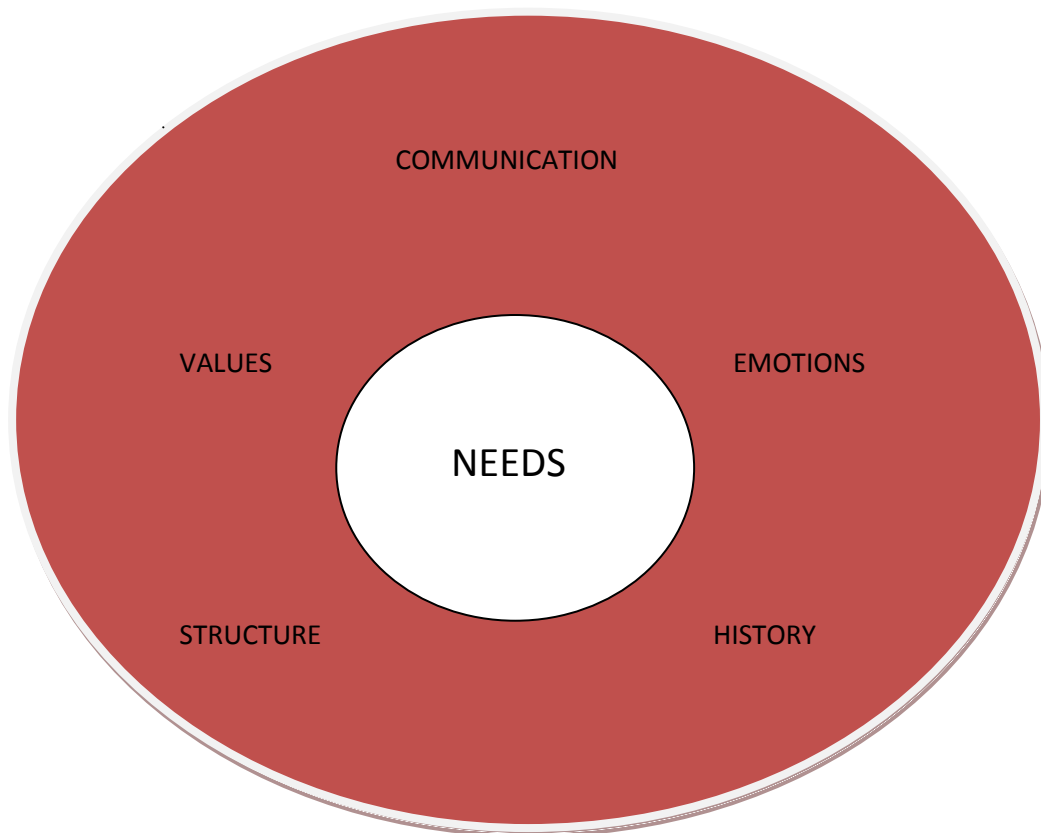 COMMUNICATION
VALUES
EMOTIONS
NEEDS
STRUCTURE
HISTORY